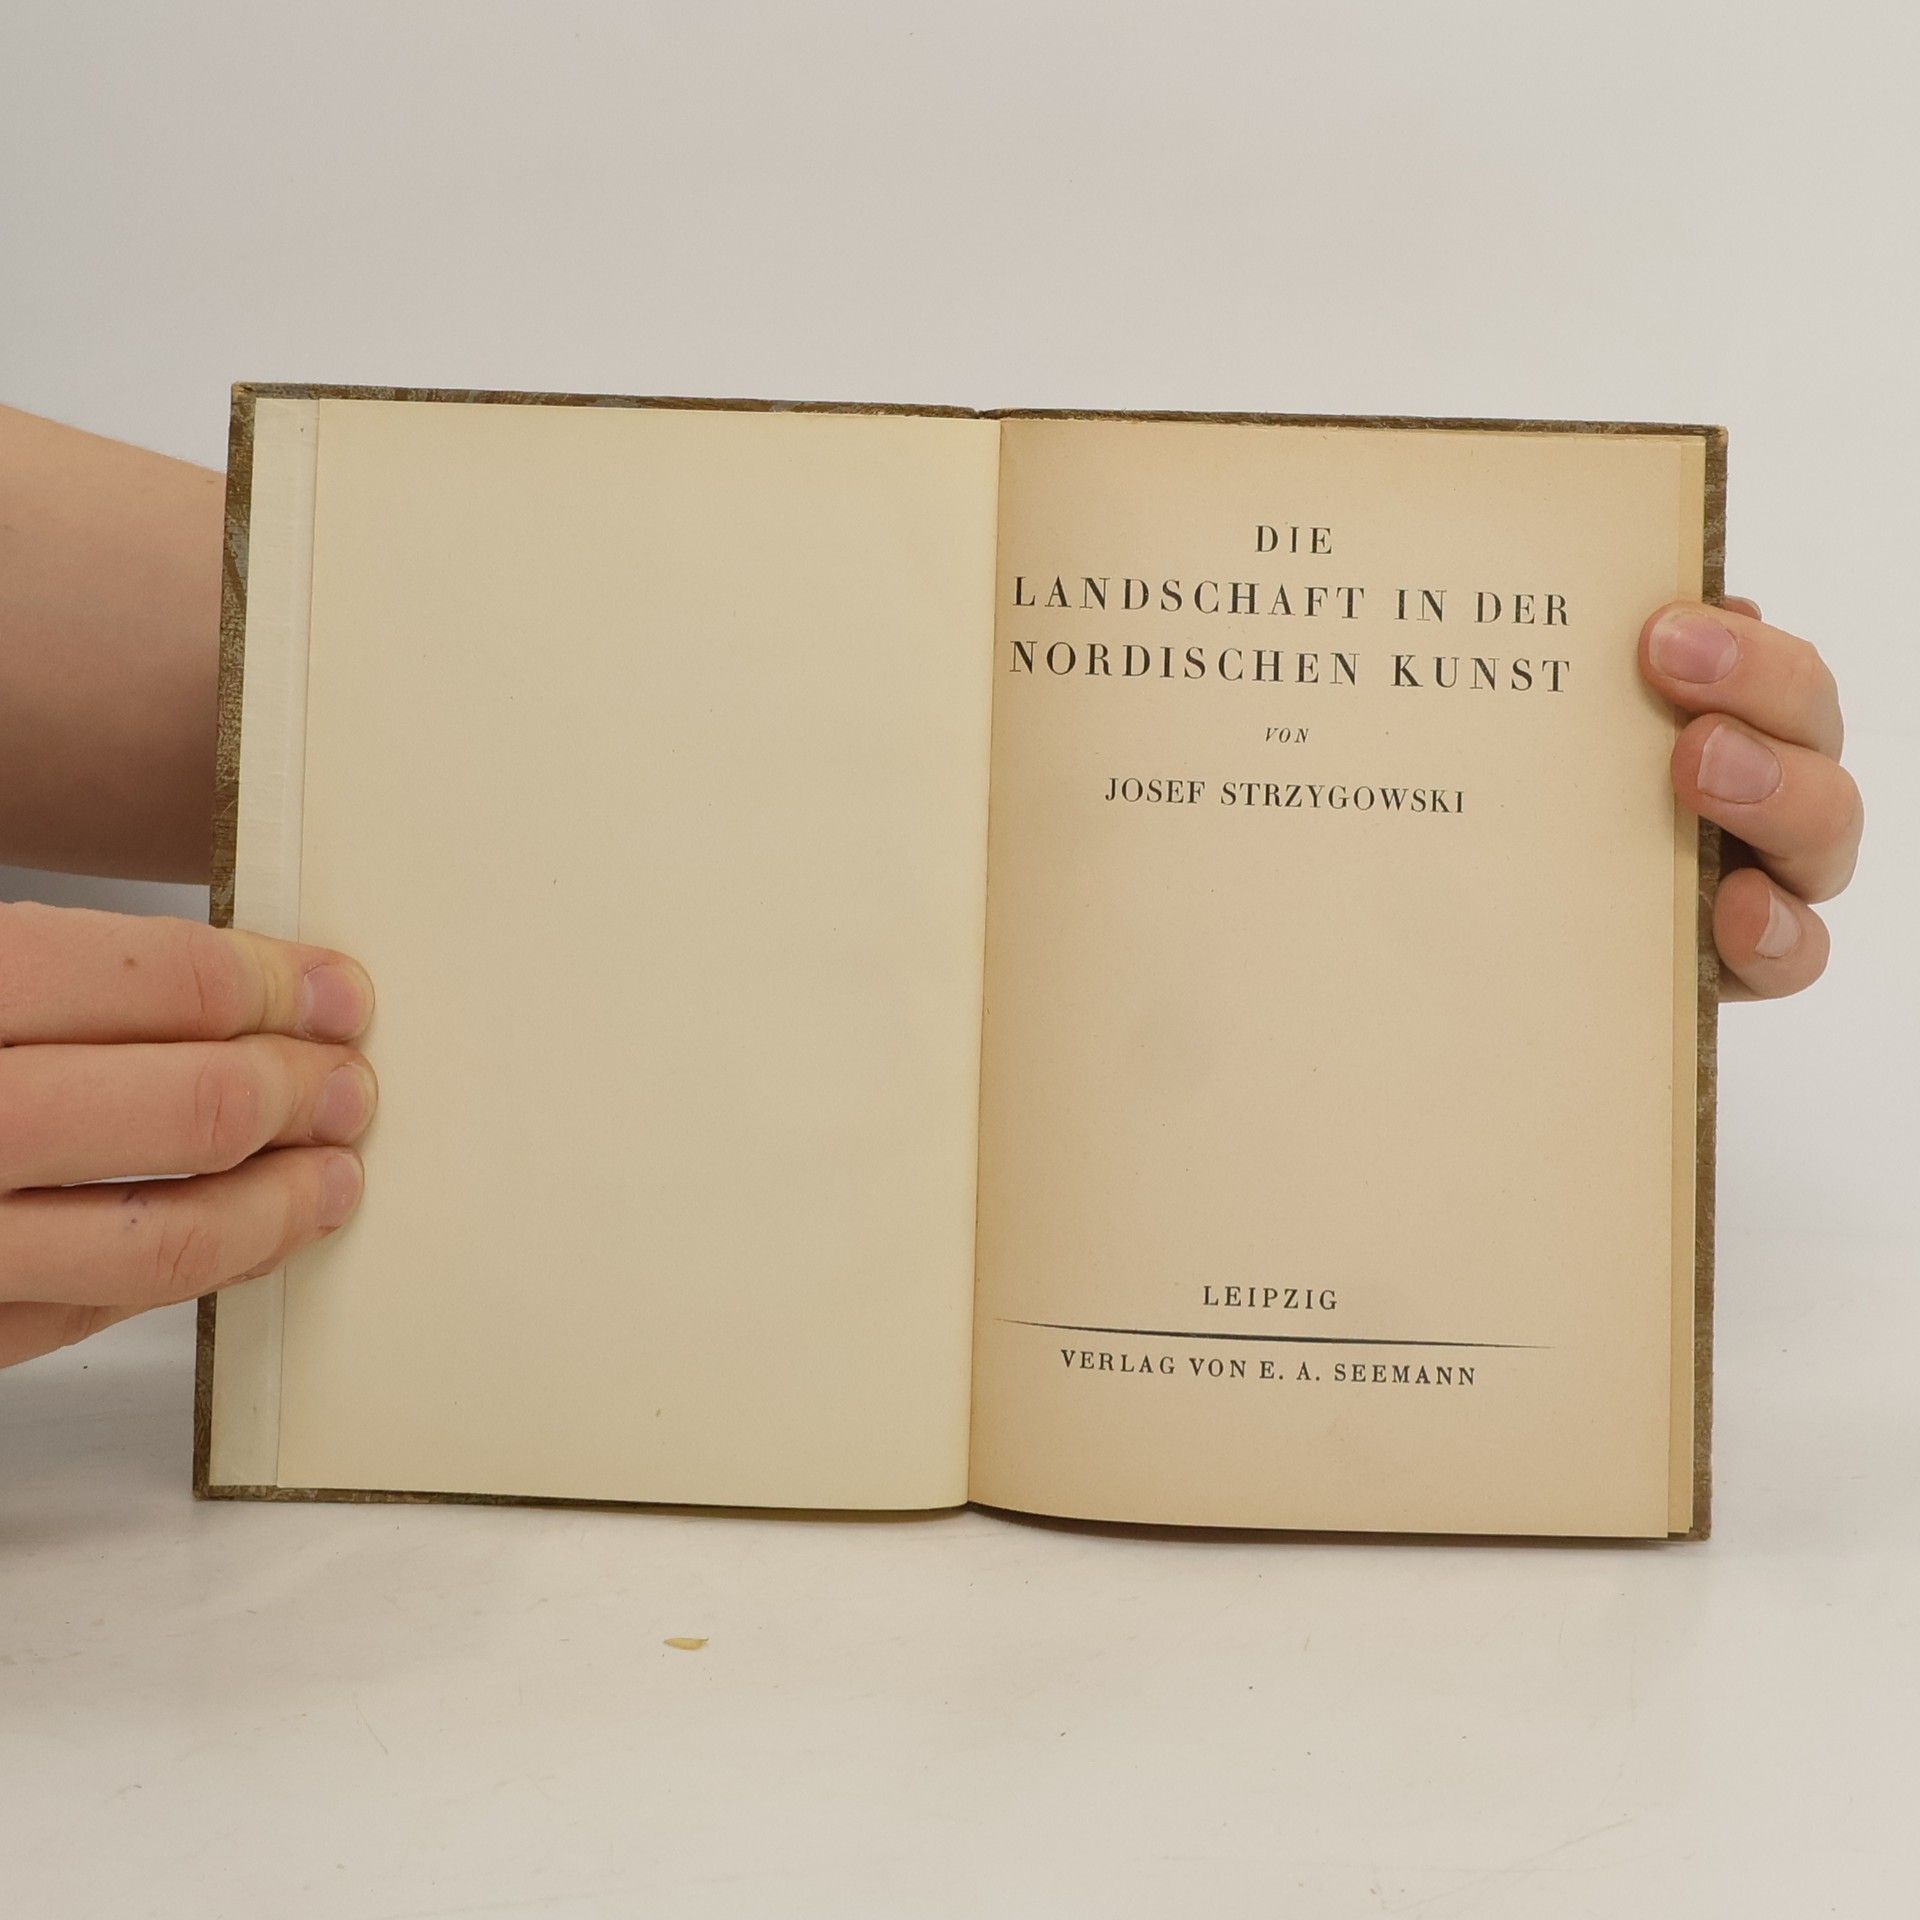 DIE
LANDSCHAFT IN DER
NORDISCHEN KUNST
VON
JOSEF STRZYGOWSKI
LEIPZIG
VERLAG VON E. A. SEEMANN